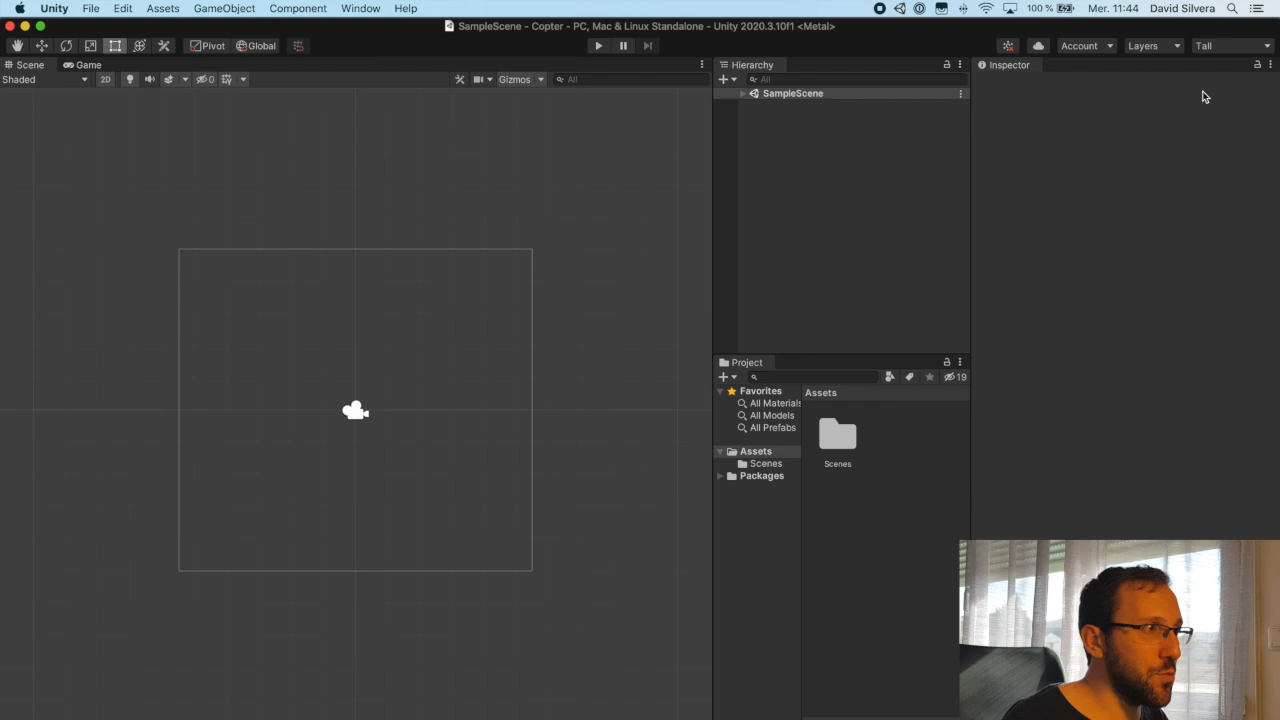 Unity File Edit Assets GameObject Component Window Help 100 % Mer. 11:44 David Silvera
SampleScene - Copter - PC, Mac & Linux Standalone - Unity 2020.3.10f1 <Metal>
Pivot Global Account Layers Tall
Scene Game Hierarchy Inspector
Shaded 2D 0 Gizmos All All
SampleScene
Project
19
Favorites Assets
All Materials
All Models
All Prefabs
Assets
Scenes Scenes
Packages